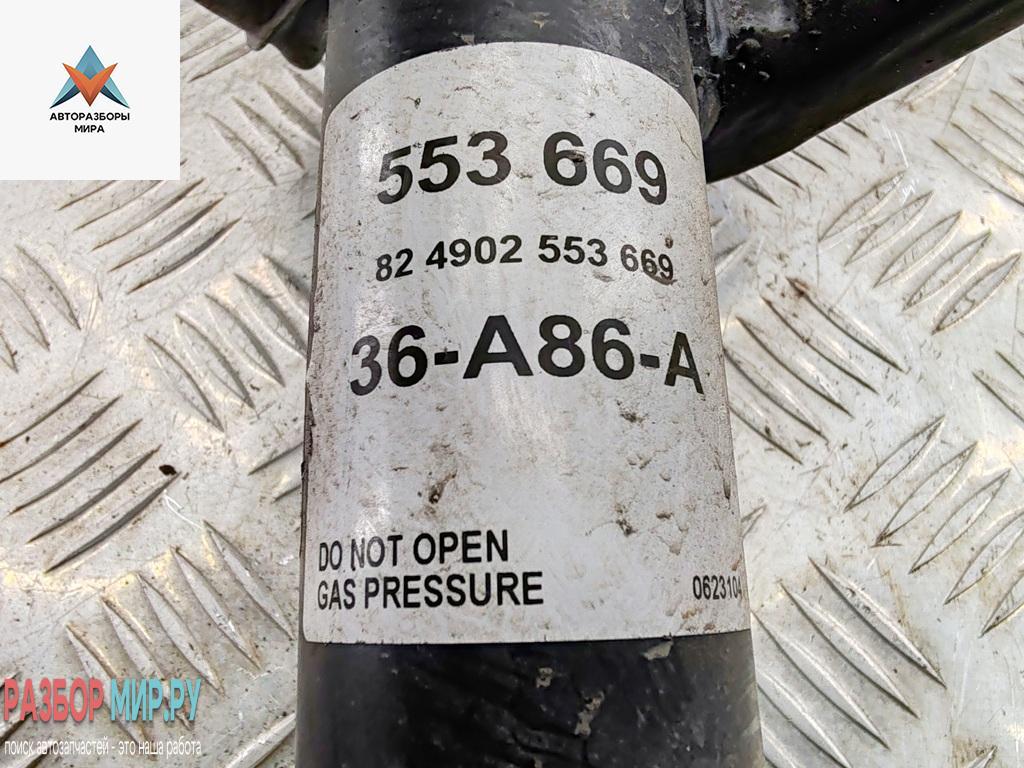 АВТОРАЗБОРЫ
МИРА
553 669
82 4902 553 669
36-A86-A
DO NOT OPEN
GAS PRESSURE
0623104
РАЗБОР МИР.РУ
поиск автозапчастей - это наша работа